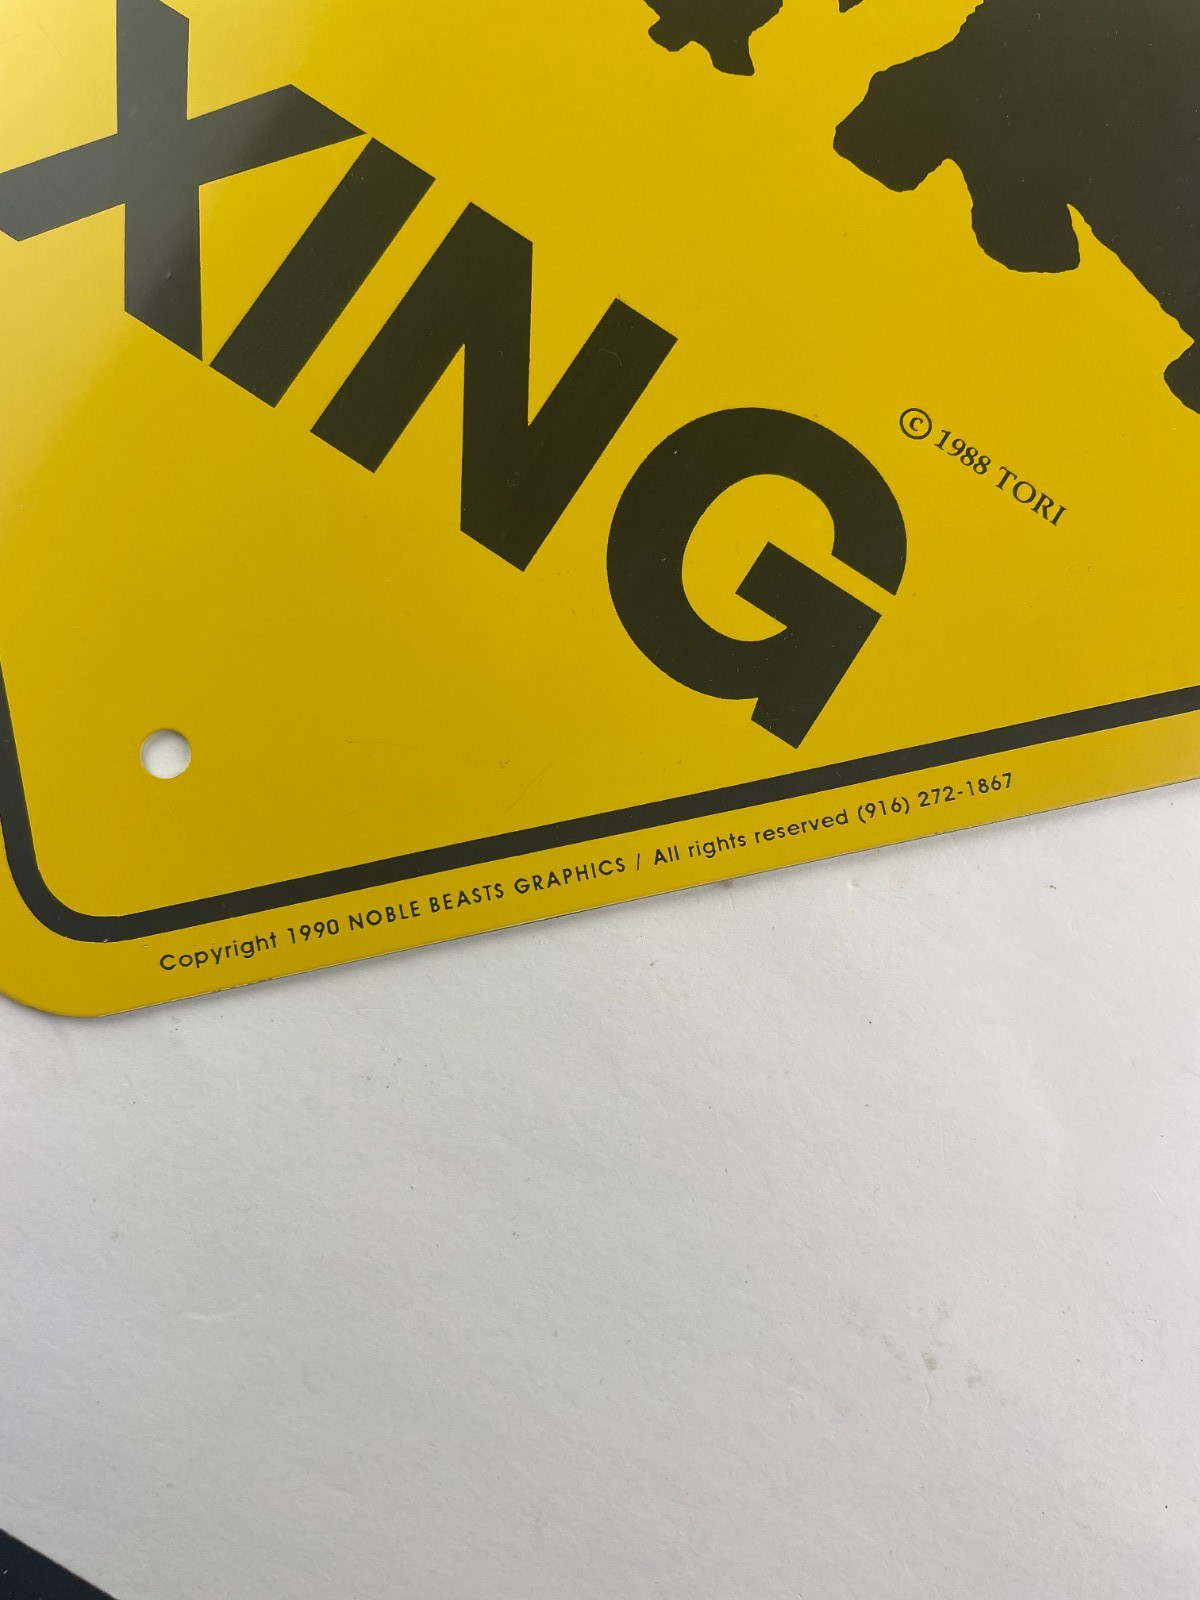 XING
© 1988 TORI
Copyright 1990 NOBLE BEASTS GRAPHICS / All rights reserved (916) 272-1867